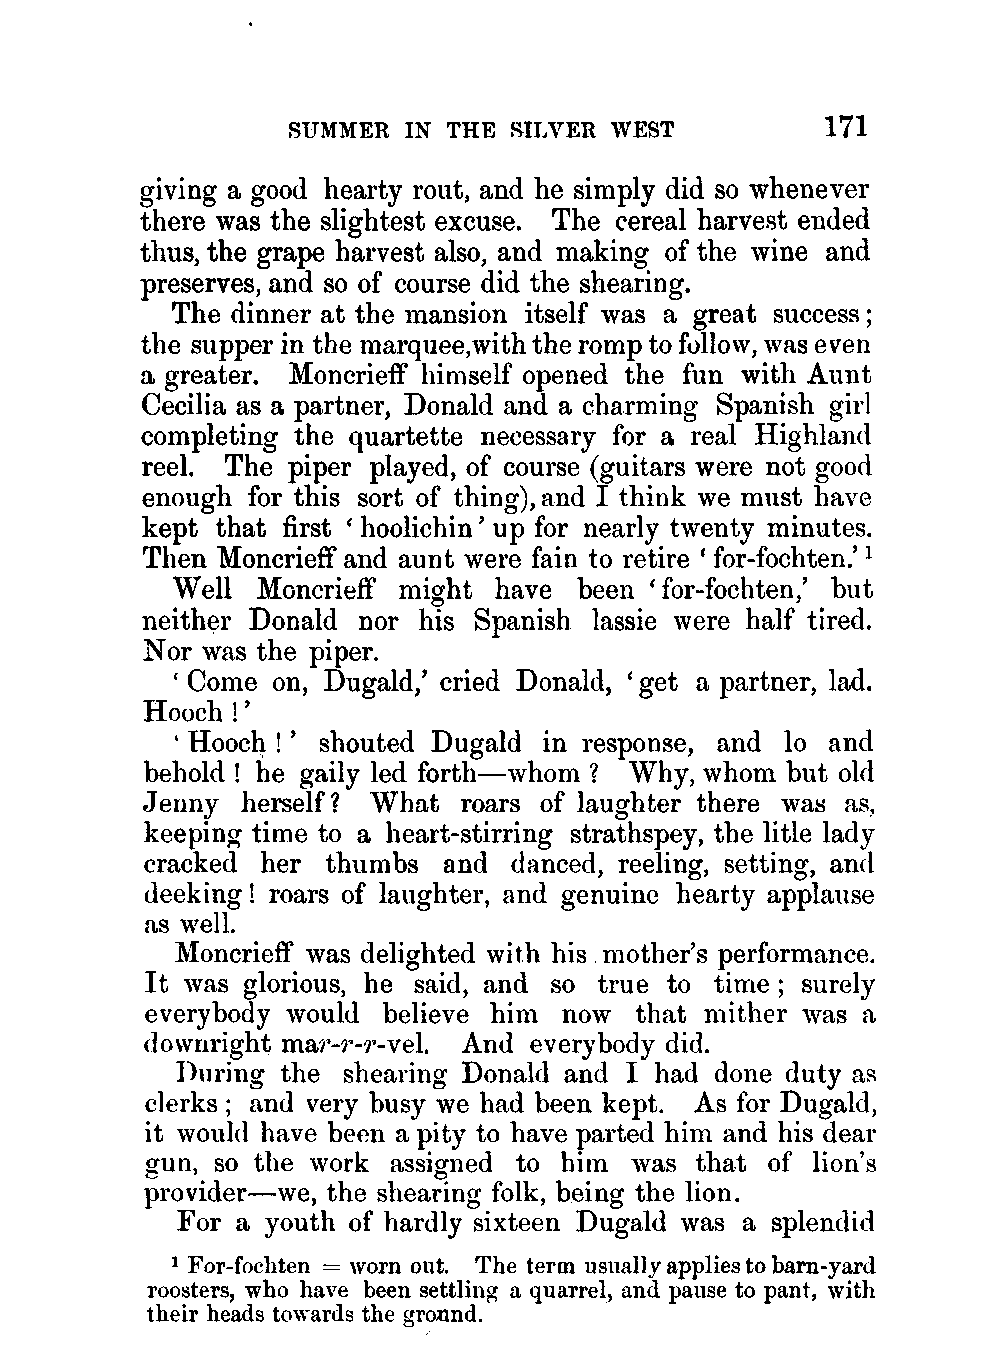 SUMMER IN THE SILVER WEST 171
giving a good hearty rout, and he simply did so whenever
there was the slightest excuse. The cereal harvest ended
thus, the grape harvest also, and making of the wine and
preserves, and so of course did the shearing.
The dinner at the mansion itself was a great success;
the supper in the marquee, with the romp to follow, was even
a greater. Moncrieff himself opened the fun with Aunt
Cecilia as a partner, Donald and a charming Spanish girl
completing the quartette necessary for a real Highland
reel. The piper played, of course (guitars were not good
enough for this sort of thing), and I think we must have
kept that first ‘hoolichin’ up for nearly twenty minutes.
Then Moncrieff and aunt were fain to retire ‘for-fochten.’ ¹
Well Moncrieff might have been ‘for-fochten,’ but
neither Donald nor his Spanish lassie were half tired.
Nor was the piper.
‘Come on, Dugald,’ cried Donald, ‘get a partner, lad.
Hooch!’
‘Hooch!’ shouted Dugald in response, and lo and
behold! he gaily led forth—whom? Why, whom but old
Jenny herself? What roars of laughter there was as,
keeping time to a heart-stirring strathspey, the litle lady
cracked her thumbs and danced, reeling, setting, and
deeking! roars of laughter, and genuine hearty applause
as well.
Moncrieff was delighted with his mother’s performance.
It was glorious, he said, and so true to time; surely
everybody would believe him now that mither was a
downright mar-r-r-vel. And everybody did.
During the shearing Donald and I had done duty as
clerks; and very busy we had been kept. As for Dugald,
it would have been a pity to have parted him and his dear
gun, so the work assigned to him was that of lion’s
provider—we, the shearing folk, being the lion.
For a youth of hardly sixteen Dugald was a splendid
¹ For-fochten = worn out. The term usually applies to barn-yard
roosters, who have been settling a quarrel, and pause to pant, with
their heads towards the ground.